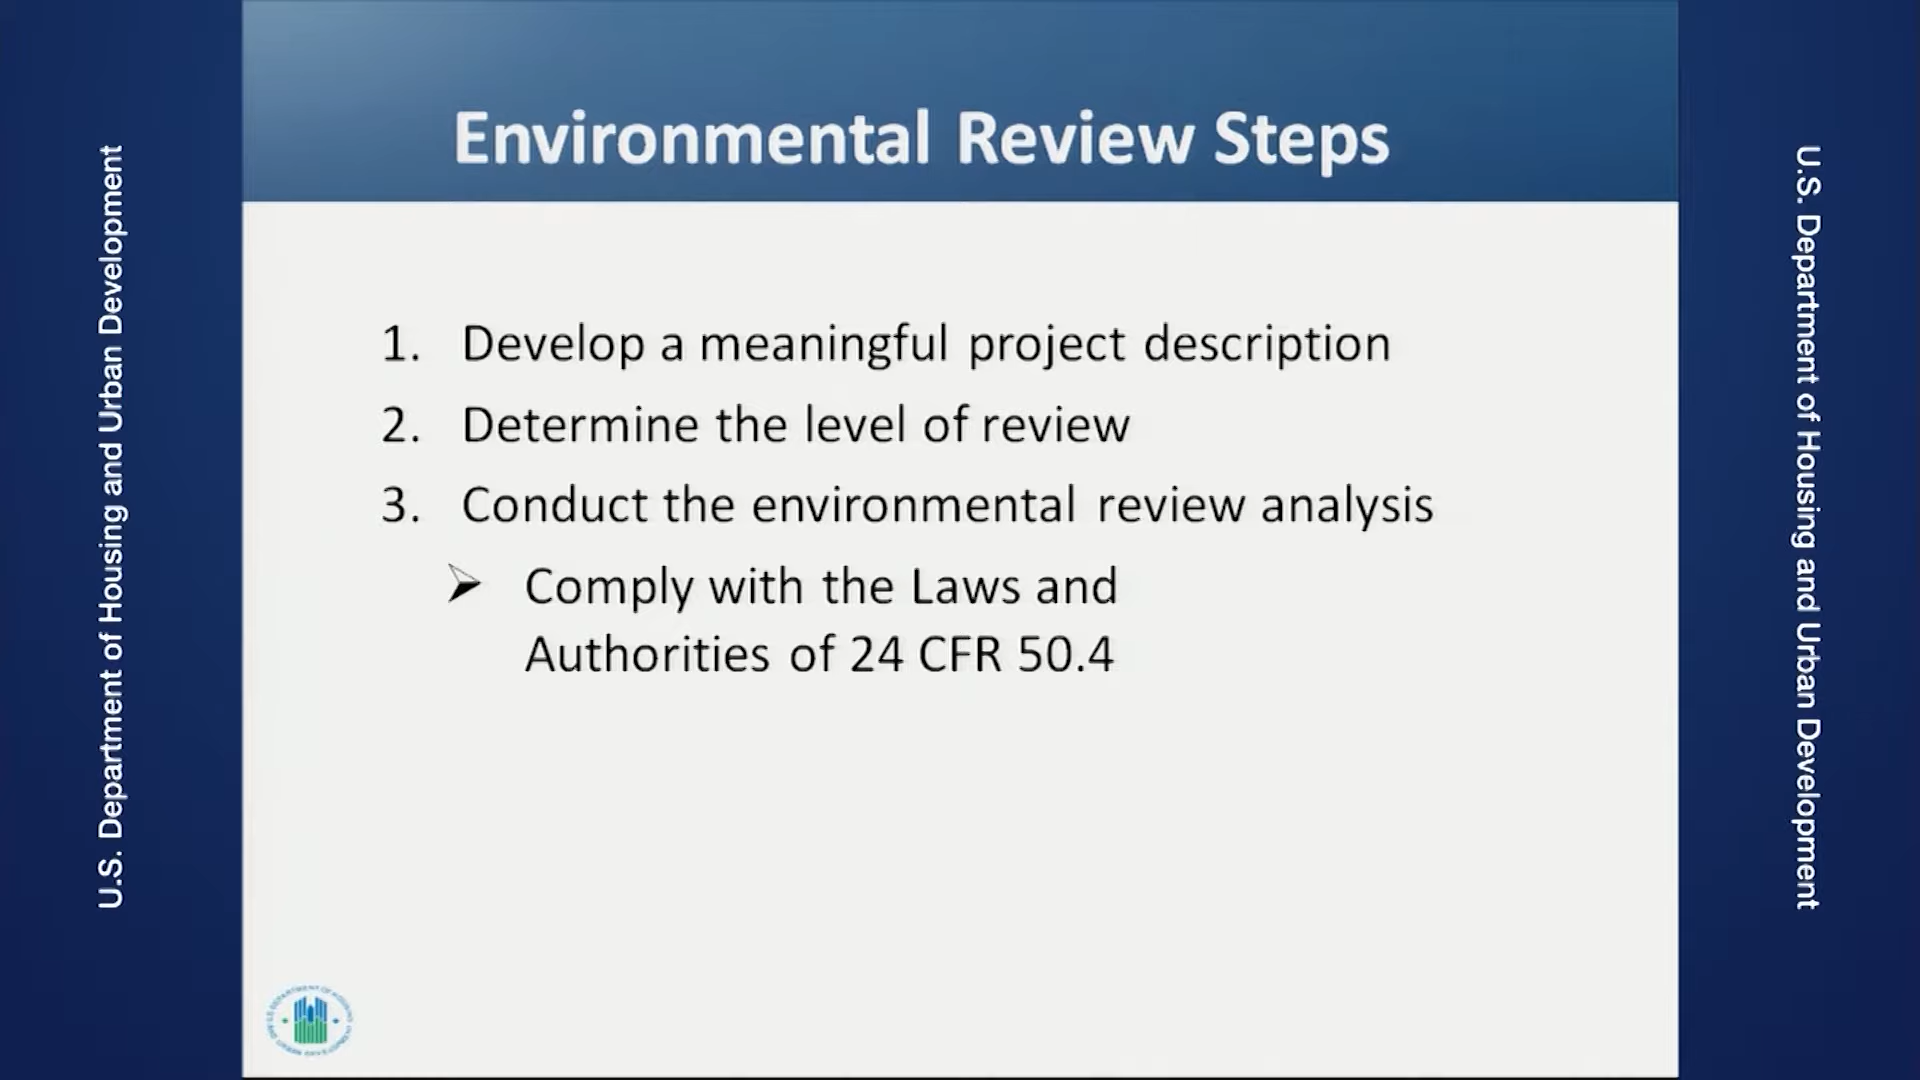 Environmental Review Steps
1. Develop a meaningful project description
2. Determine the level of review
3. Conduct the environmental review analysis
➢ Comply with the Laws and
Authorities of 24 CFR 50.4
U.S. Department of Housing and Urban Development
U.S. Department of Housing and Urban Development